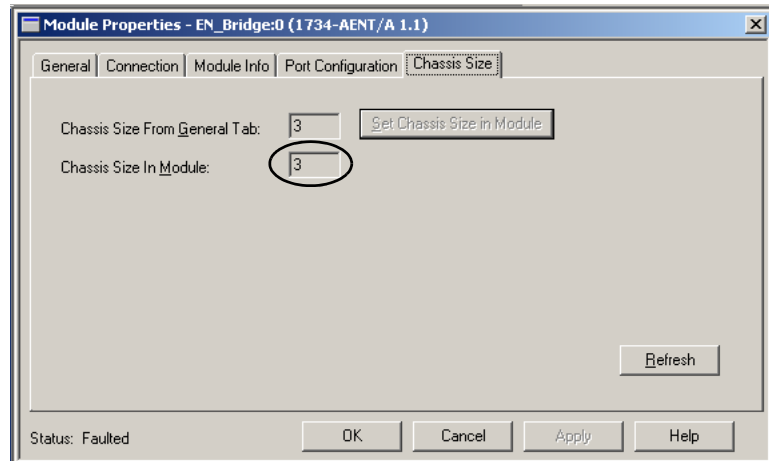 Module Properties - EN_Bridge:0 (1734-AENT/A 1.1)
General Connection Module Info Port Configuration Chassis Size
Chassis Size From General Tab: 3 Set Chassis Size in Module
Chassis Size In Module: 3
Refresh
Status: Faulted OK Cancel Apply Help